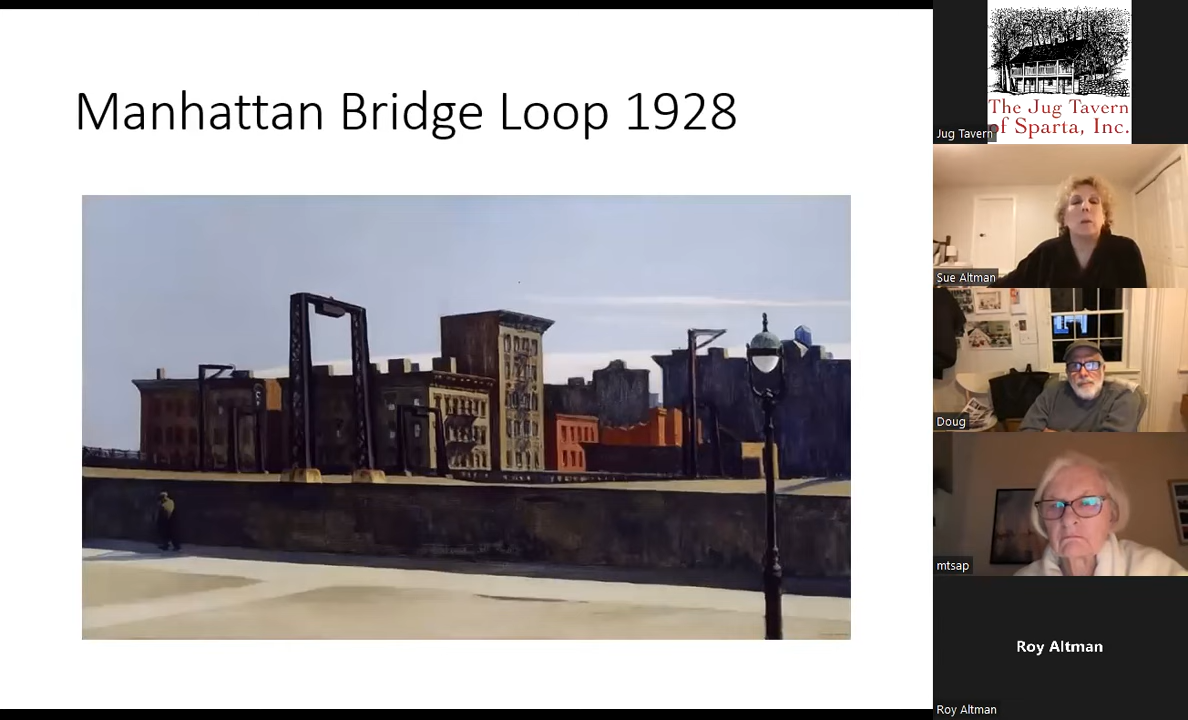 Manhattan Bridge Loop 1928
The Jug Tavern
of Sparta, Inc.
Jug Tavern
Sue Altman
Doug
mtsap
Roy Altman
Roy Altman